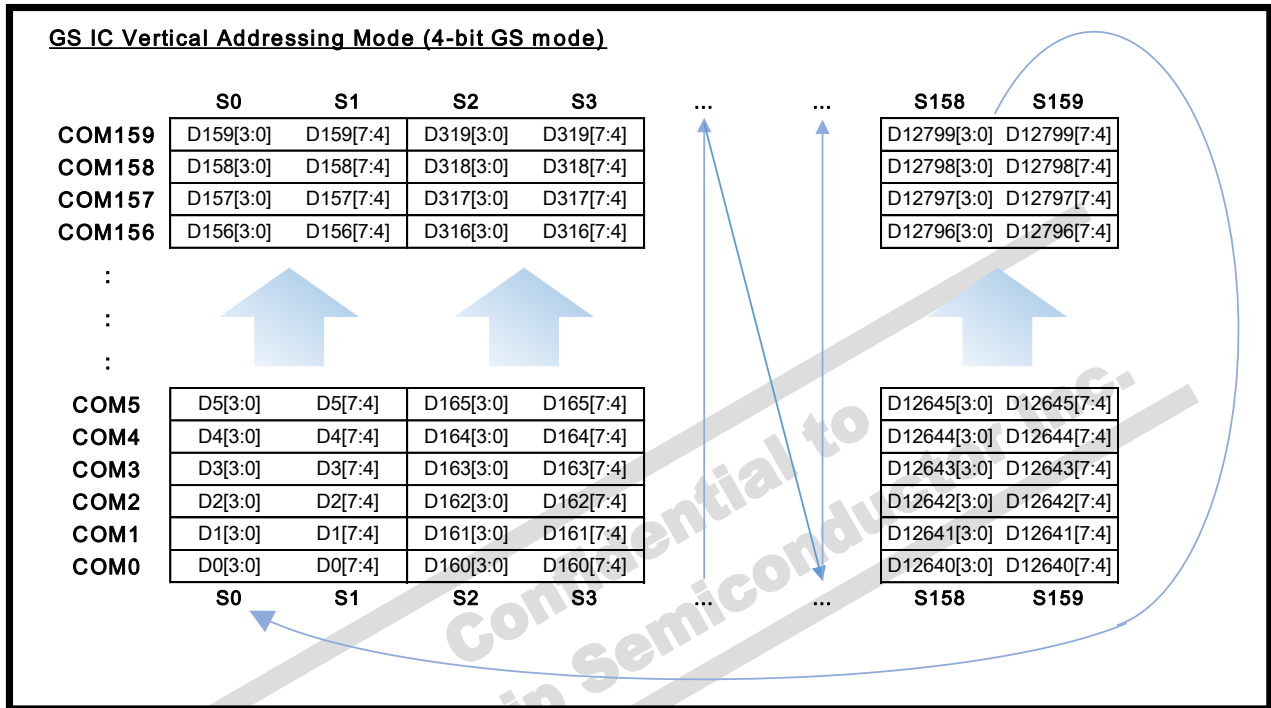 GS IC Vertical Addressing Mode (4-bit GS mode)
S0 S1 S2 S3 ... ... S158 S159
COM159 D159[3:0] D159[7:4] D319[3:0] D319[7:4] D12799[3:0] D12799[7:4]
COM158 D158[3:0] D158[7:4] D318[3:0] D318[7:4] D12798[3:0] D12798[7:4]
COM157 D157[3:0] D157[7:4] D317[3:0] D317[7:4] D12797[3:0] D12797[7:4]
COM156 D156[3:0] D156[7:4] D316[3:0] D316[7:4] D12796[3:0] D12796[7:4]
:
:
:
COM5 D5[3:0] D5[7:4] D165[3:0] D165[7:4] D12645[3:0] D12645[7:4]
COM4 D4[3:0] D4[7:4] D164[3:0] D164[7:4] D12644[3:0] D12644[7:4]
COM3 D3[3:0] D3[7:4] D163[3:0] D163[7:4] D12643[3:0] D12643[7:4]
COM2 D2[3:0] D2[7:4] D162[3:0] D162[7:4] D12642[3:0] D12642[7:4]
COM1 D1[3:0] D1[7:4] D161[3:0] D161[7:4] D12641[3:0] D12641[7:4]
COM0 D0[3:0] D0[7:4] D160[3:0] D160[7:4] D12640[3:0] D12640[7:4]
S0 S1 S2 S3 ... ... S158 S159
Confidential to
Semiconductor Inc.